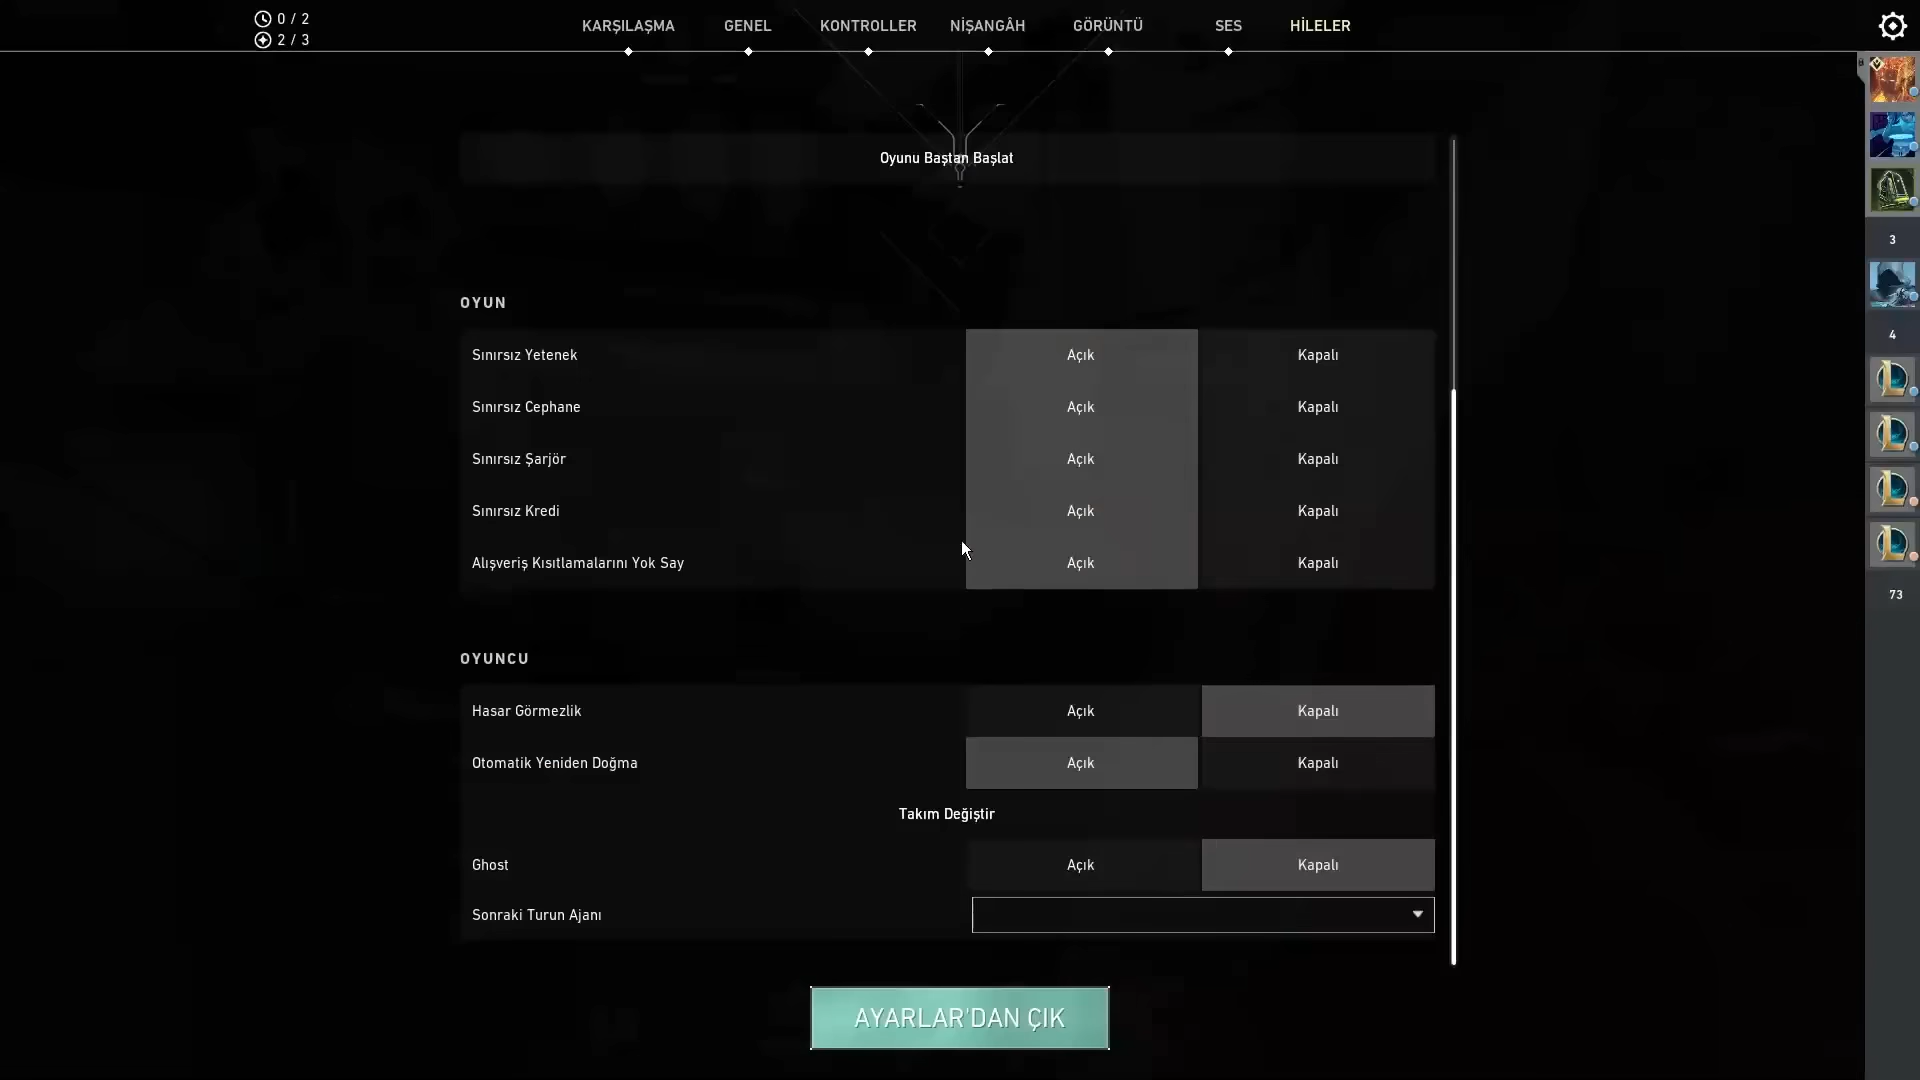 0 / 2
2 / 3
KARŞILAŞMA GENEL KONTROLLER NİŞANGÂH GÖRÜNTÜ SES HİLELER
Oyunu Baştan Başlat
OYUN
Sınırsız Yetenek Açık Kapalı
Sınırsız Cephane Açık Kapalı
Sınırsız Şarjör Açık Kapalı
Sınırsız Kredi Açık Kapalı
Alışveriş Kısıtlamalarını Yok Say Açık Kapalı
OYUNCU
Hasar Görmezlik Açık Kapalı
Otomatik Yeniden Doğma Açık Kapalı
Takım Değiştir
Ghost Açık Kapalı
Sonraki Turun Ajanı
AYARLAR'DAN ÇIK
3
4
73